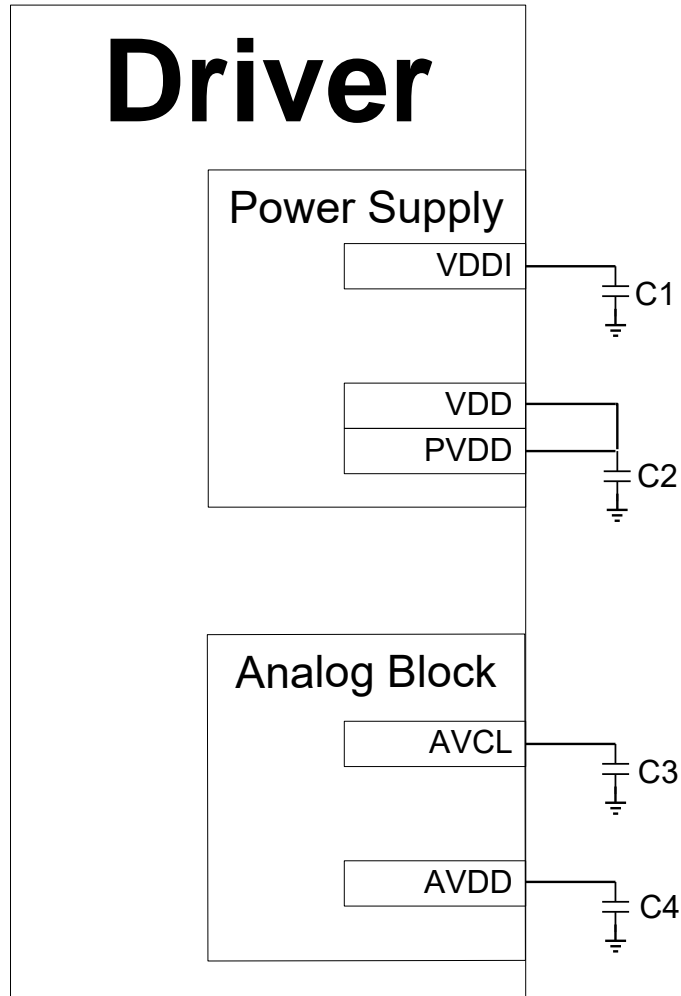 Driver
Power Supply
VDDI
C1
VDD
PVDD
C2
Analog Block
AVCL
C3
AVDD
C4